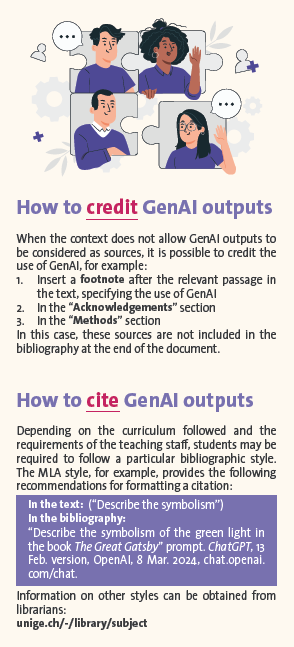 How to credit GenAI outputs
When the context does not allow GenAI outputs to
be considered as sources, it is possible to credit the
use of GenAI, for example:
1. Insert a footnote after the relevant passage in
the text, specifying the use of GenAI
2. In the “Acknowledgements” section
3. In the “Methods” section
In this case, these sources are not included in the
bibliography at the end of the document.
How to cite GenAI outputs
Depending on the curriculum followed and the
requirements of the teaching staff, students may be
required to follow a particular bibliographic style.
The MLA style, for example, provides the following
recommendations for formatting a citation:
In the text: (“Describe the symbolism”)
In the bibliography:
“Describe the symbolism of the green light in
the book The Great Gatsby” prompt. ChatGPT, 13
Feb. version, OpenAI, 8 Mar. 2024, chat.openai.
com/chat.
Information on other styles can be obtained from
librarians:
unige.ch/-/library/subject